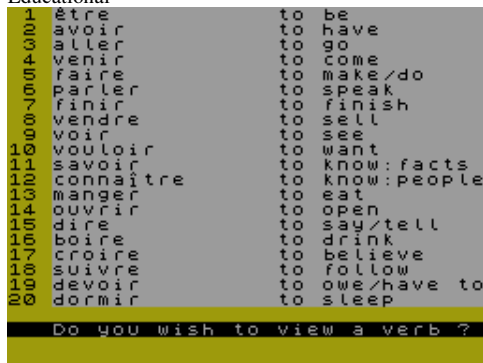 Educational
1 être to be
2 avoir to have
3 aller to go
4 venir to come
5 faire to make/do
6 parler to speak
7 finir to finish
8 vendre to sell
9 voir to see
10 vouloir to want
11 savoir to know:facts
12 connaître to know:people
13 manger to eat
14 ouvrir to open
15 dire to say/tell
16 boire to drink
17 croire to believe
18 suivre to follow
19 devoir to owe/have to
20 dormir to sleep
Do you wish to view a verb ?